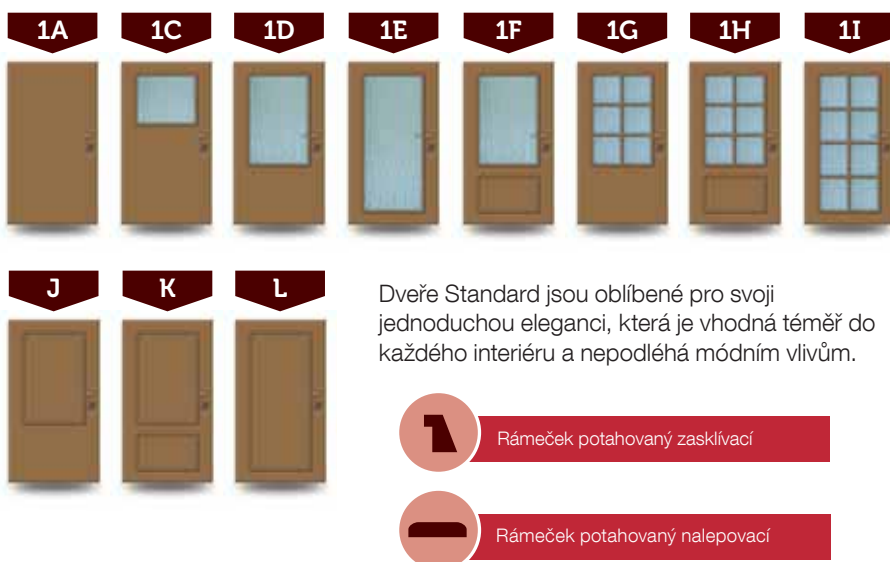 1A 1C 1D 1E 1F 1G 1H 1I
J K L
Dveře Standard jsou oblíbené pro svoji
jednoduchou eleganci, která je vhodná téměř do
každého interiéru a nepodléhá módním vlivům.
Rámeček potahovaný zasklívací
Rámeček potahovaný nalepovací